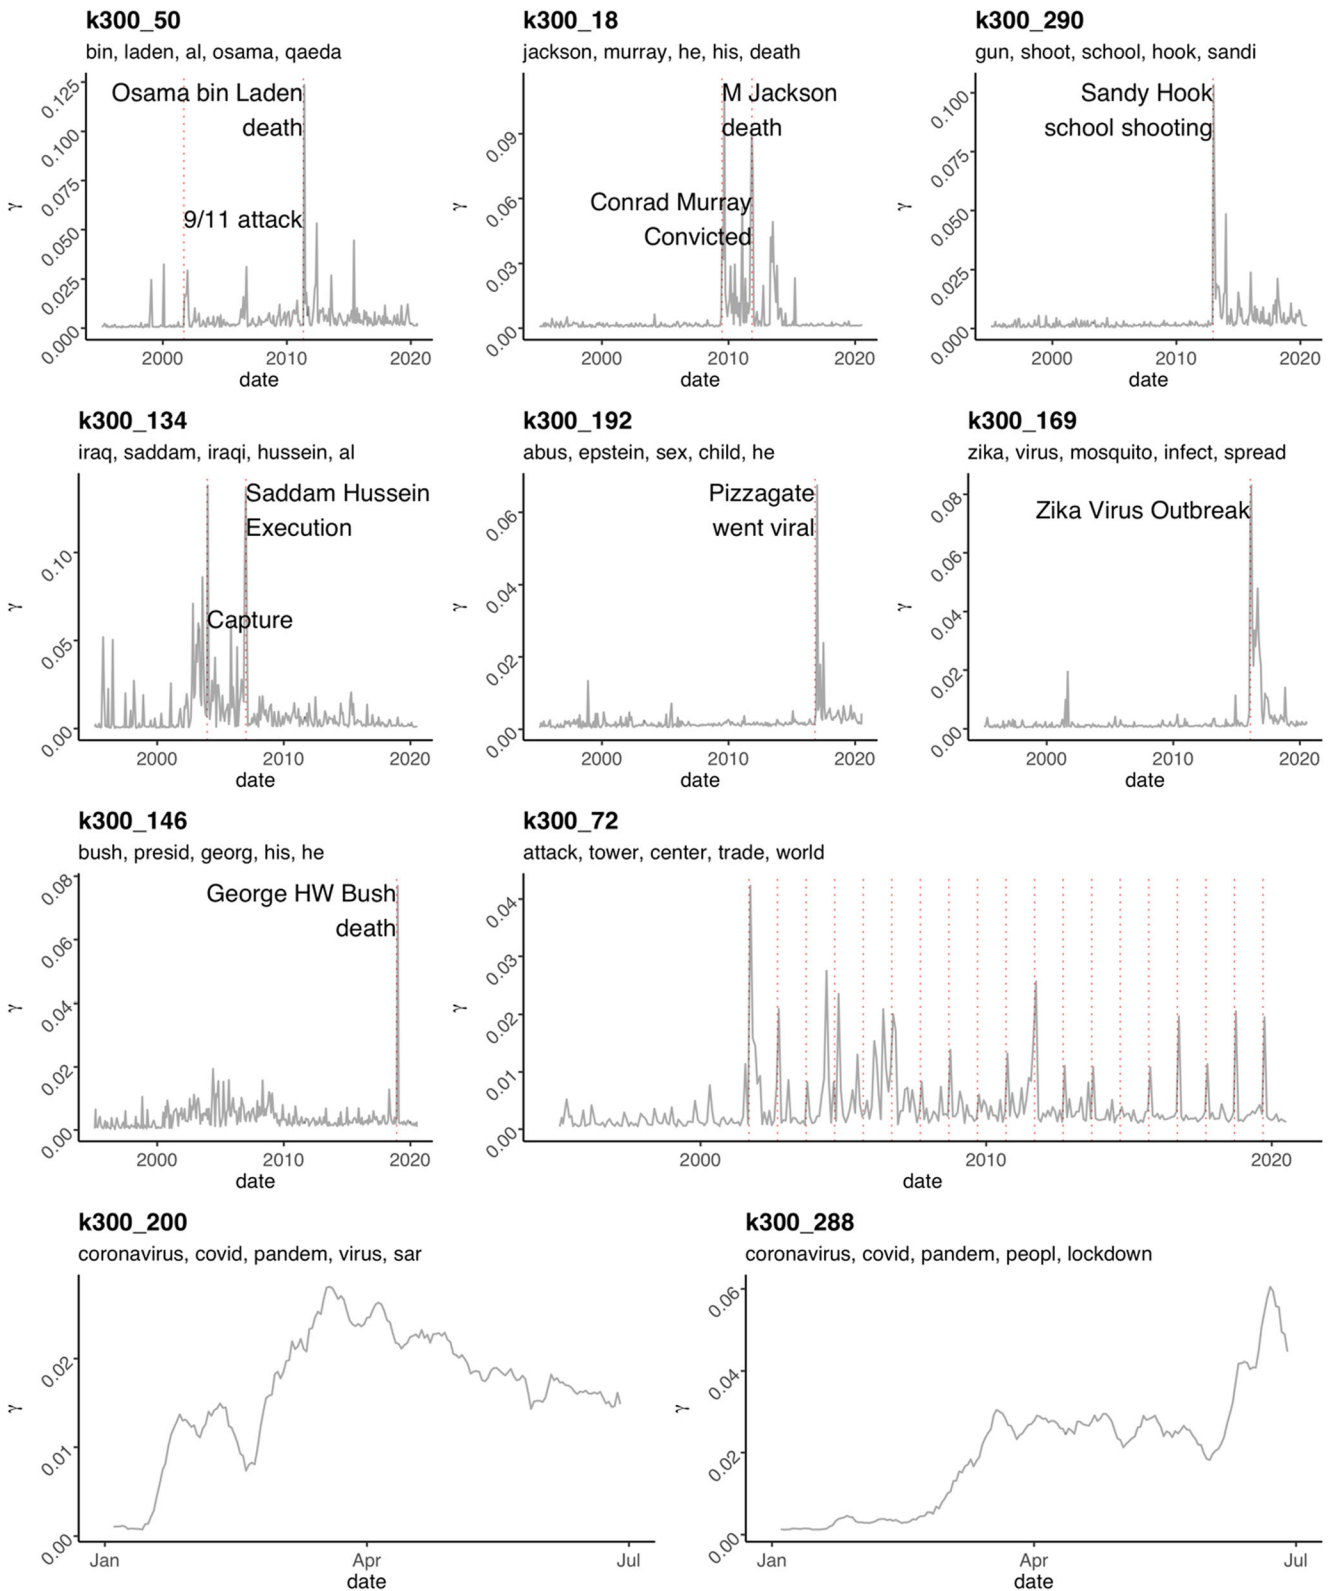 k300_50
bin, laden, al, osama, qaeda
Osama bin Laden
death
9/11 attack
0.125
0.100
0.075
0.050
0.025
0.000
γ
2000 2010 2020
date
k300_18
jackson, murray, he, his, death
M Jackson
death
Conrad Murray
Convicted
0.09
0.06
0.03
0.00
γ
2000 2010 2020
date
k300_290
gun, shoot, school, hook, sandi
Sandy Hook
school shooting
0.100
0.075
0.050
0.025
0.000
γ
2000 2010 2020
date
k300_134
iraq, saddam, iraqi, hussein, al
Saddam Hussein
Execution
Capture
0.10
0.05
0.00
γ
2000 2010 2020
date
k300_192
abus, epstein, sex, child, he
Pizzagate
went viral
0.06
0.04
0.02
0.00
γ
2000 2010 2020
date
k300_169
zika, virus, mosquito, infect, spread
Zika Virus Outbreak
0.08
0.06
0.04
0.02
0.00
γ
2000 2010 2020
date
k300_146
bush, presid, georg, his, he
George HW Bush
death
0.08
0.06
0.04
0.02
0.00
γ
2000 2010 2020
date
k300_72
attack, tower, center, trade, world
0.04
0.03
0.02
0.01
0.00
γ
2000 2010 2020
date
k300_200
coronavirus, covid, pandem, virus, sar
0.02
0.01
0.00
γ
Jan Apr Jul
date
k300_288
coronavirus, covid, pandem, peopl, lockdown
0.06
0.04
0.02
0.00
γ
Jan Apr Jul
date